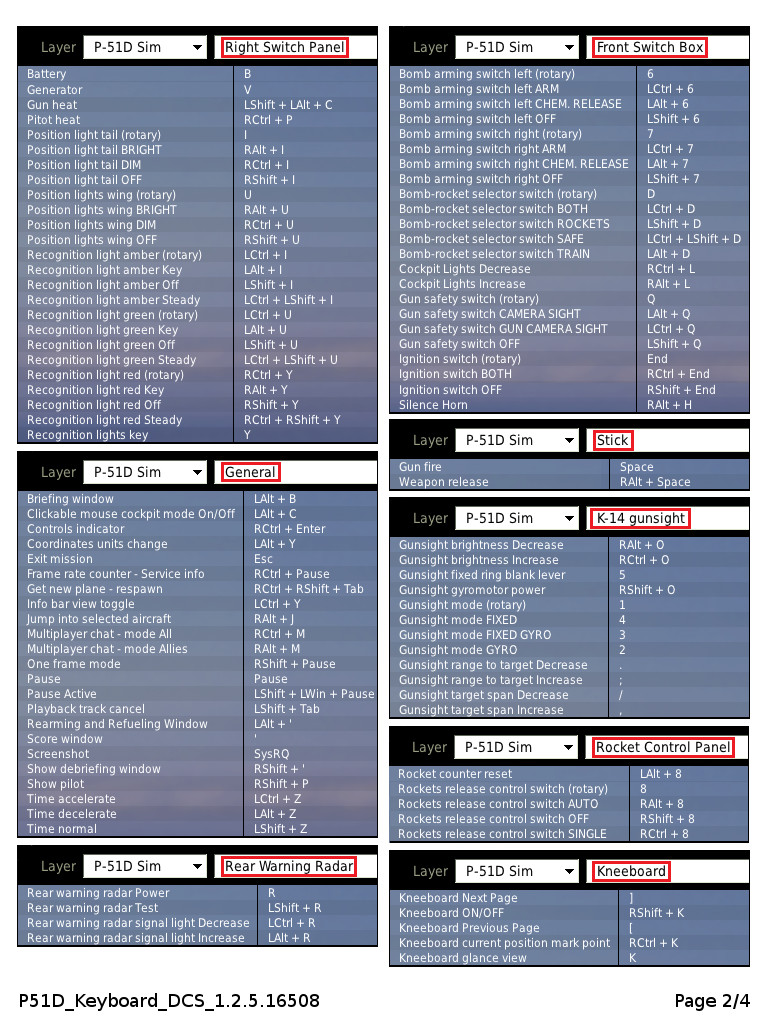 Layer P-51D Sim Right Switch Panel
Battery B
Generator V
Gun heat LShift + LAlt + C
Pitot heat RCtrl + P
Position light tail (rotary) I
Position light tail BRIGHT RAlt + I
Position light tail DIM RCtrl + I
Position light tail OFF RShift + I
Position lights wing (rotary) U
Position lights wing BRIGHT RAlt + U
Position lights wing DIM RCtrl + U
Position lights wing OFF RShift + U
Recognition light amber (rotary) LCtrl + I
Recognition light amber Key LAlt + I
Recognition light amber Off LShift + I
Recognition light amber Steady LCtrl + LShift + I
Recognition light green (rotary) LCtrl + U
Recognition light green Key LAlt + U
Recognition light green Off LShift + U
Recognition light green Steady LCtrl + LShift + U
Recognition light red (rotary) RCtrl + Y
Recognition light red Key RAlt + Y
Recognition light red Off RShift + Y
Recognition light red Steady RCtrl + RShift + Y
Recognition lights key Y
Layer P-51D Sim General
Briefing window LAlt + B
Clickable mouse cockpit mode On/Off LAlt + C
Controls indicator RCtrl + Enter
Coordinates units change LAlt + Y
Exit mission Esc
Frame rate counter - Service info RCtrl + Pause
Get new plane - respawn RCtrl + RShift + Tab
Info bar view toggle LCtrl + Y
Jump into selected aircraft RAlt + J
Multiplayer chat - mode All RCtrl + M
Multiplayer chat - mode Allies RAlt + M
One frame mode RShift + Pause
Pause Pause
Pause Active LShift + LWin + Pause
Playback track cancel LShift + Tab
Rearming and Refueling Window LAlt + '
Score window '
Screenshot SysRQ
Show debriefing window RShift + '
Show pilot RShift + P
Time accelerate LCtrl + Z
Time decelerate LAlt + Z
Time normal LShift + Z
Layer P-51D Sim Rear Warning Radar
Rear warning radar Power R
Rear warning radar Test LShift + R
Rear warning radar signal light Decrease LCtrl + R
Rear warning radar signal light Increase LAlt + R
Layer P-51D Sim Front Switch Box
Bomb arming switch left (rotary) 6
Bomb arming switch left ARM LCtrl + 6
Bomb arming switch left CHEM. RELEASE LAlt + 6
Bomb arming switch left OFF LShift + 6
Bomb arming switch right (rotary) 7
Bomb arming switch right ARM LCtrl + 7
Bomb arming switch right CHEM. RELEASE LAlt + 7
Bomb arming switch right OFF LShift + 7
Bomb-rocket selector switch (rotary) D
Bomb-rocket selector switch BOTH LCtrl + D
Bomb-rocket selector switch ROCKETS LShift + D
Bomb-rocket selector switch SAFE LCtrl + LShift + D
Bomb-rocket selector switch TRAIN LAlt + D
Cockpit Lights Decrease RCtrl + L
Cockpit Lights Increase RAlt + L
Gun safety switch (rotary) Q
Gun safety switch CAMERA SIGHT LAlt + Q
Gun safety switch GUN CAMERA SIGHT LCtrl + Q
Gun safety switch OFF LShift + Q
Ignition switch (rotary) End
Ignition switch BOTH RCtrl + End
Ignition switch OFF RShift + End
Silence Horn RAlt + H
Layer P-51D Sim Stick
Gun fire Space
Weapon release RAlt + Space
Layer P-51D Sim K-14 gunsight
Gunsight brightness Decrease RAlt + O
Gunsight brightness Increase RCtrl + O
Gunsight fixed ring blank lever 5
Gunsight gyromotor power RShift + O
Gunsight mode (rotary) 1
Gunsight mode FIXED 4
Gunsight mode FIXED GYRO 3
Gunsight mode GYRO 2
Gunsight range to target Decrease .
Gunsight range to target Increase ;
Gunsight target span Decrease /
Gunsight target span Increase ,
Layer P-51D Sim Rocket Control Panel
Rocket counter reset LAlt + 8
Rockets release control switch (rotary) 8
Rockets release control switch AUTO RAlt + 8
Rockets release control switch OFF RShift + 8
Rockets release control switch SINGLE RCtrl + 8
Layer P-51D Sim Kneeboard
Kneeboard Next Page ]
Kneeboard ON/OFF RShift + K
Kneeboard Previous Page [
Kneeboard current position mark point RCtrl + K
Kneeboard glance view K
P51D_Keyboard_DCS_1.2.5.16508 Page 2/4